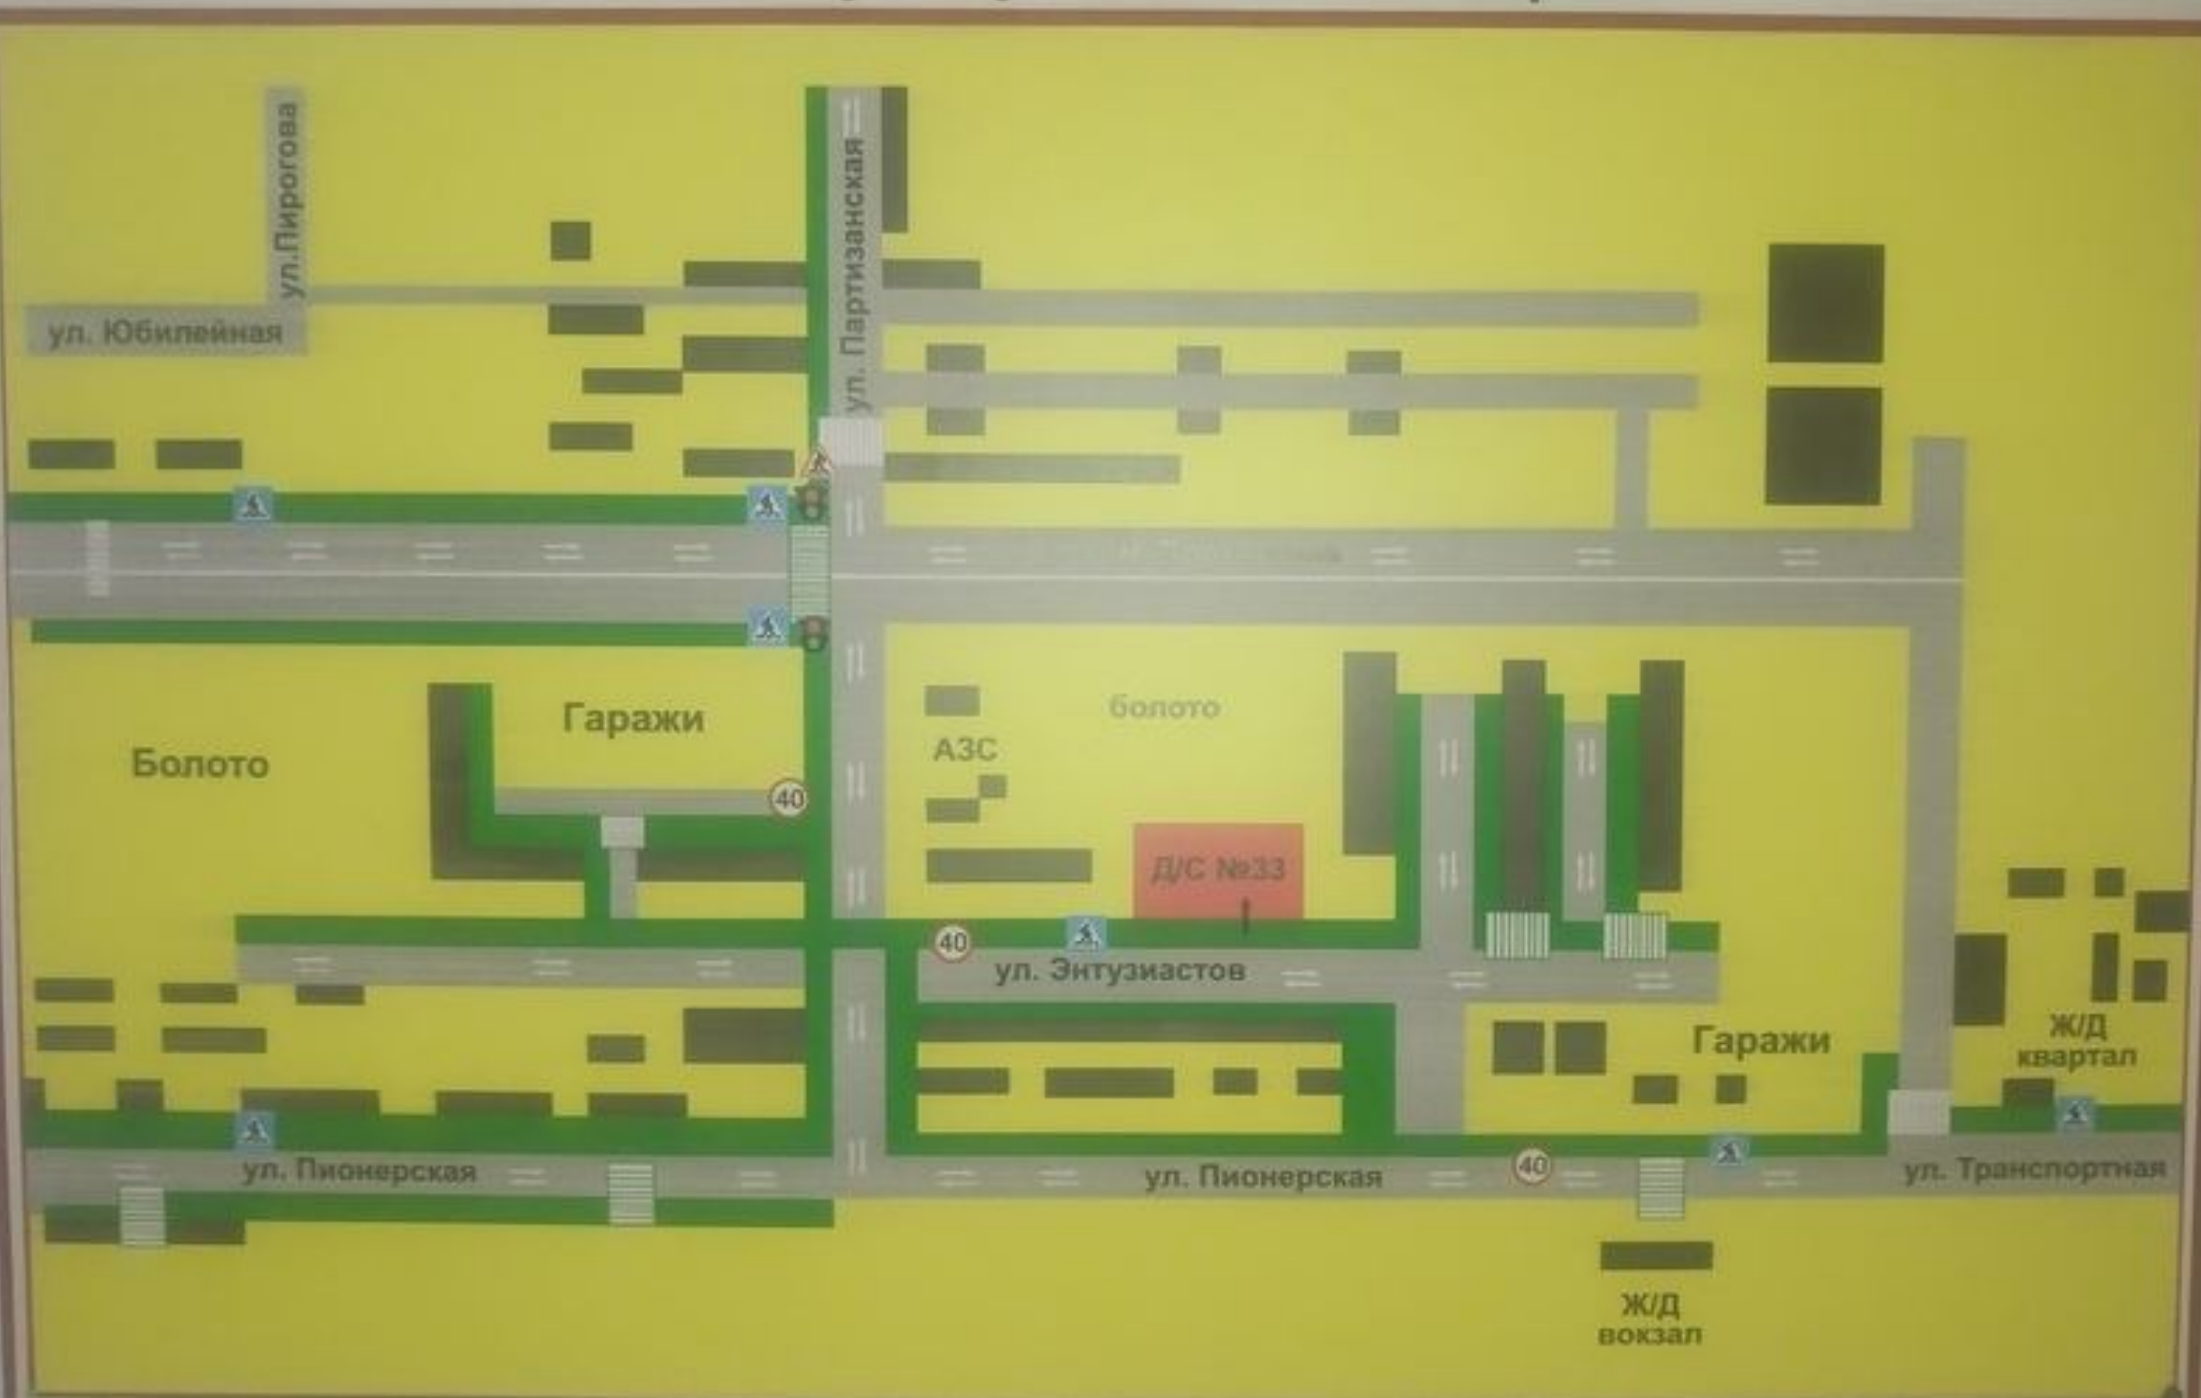 ул.Пирогова
ул. Партизанская
ул. Юбилейная
Гаражи
Болото
40
АЗС
болото
Д/С №33
40
ул. Энтузиастов
Гаражи
Ж/Д
квартал
ул. Пионерская
ул. Пионерская
40
ул. Транспортная
Ж/Д
вокзал